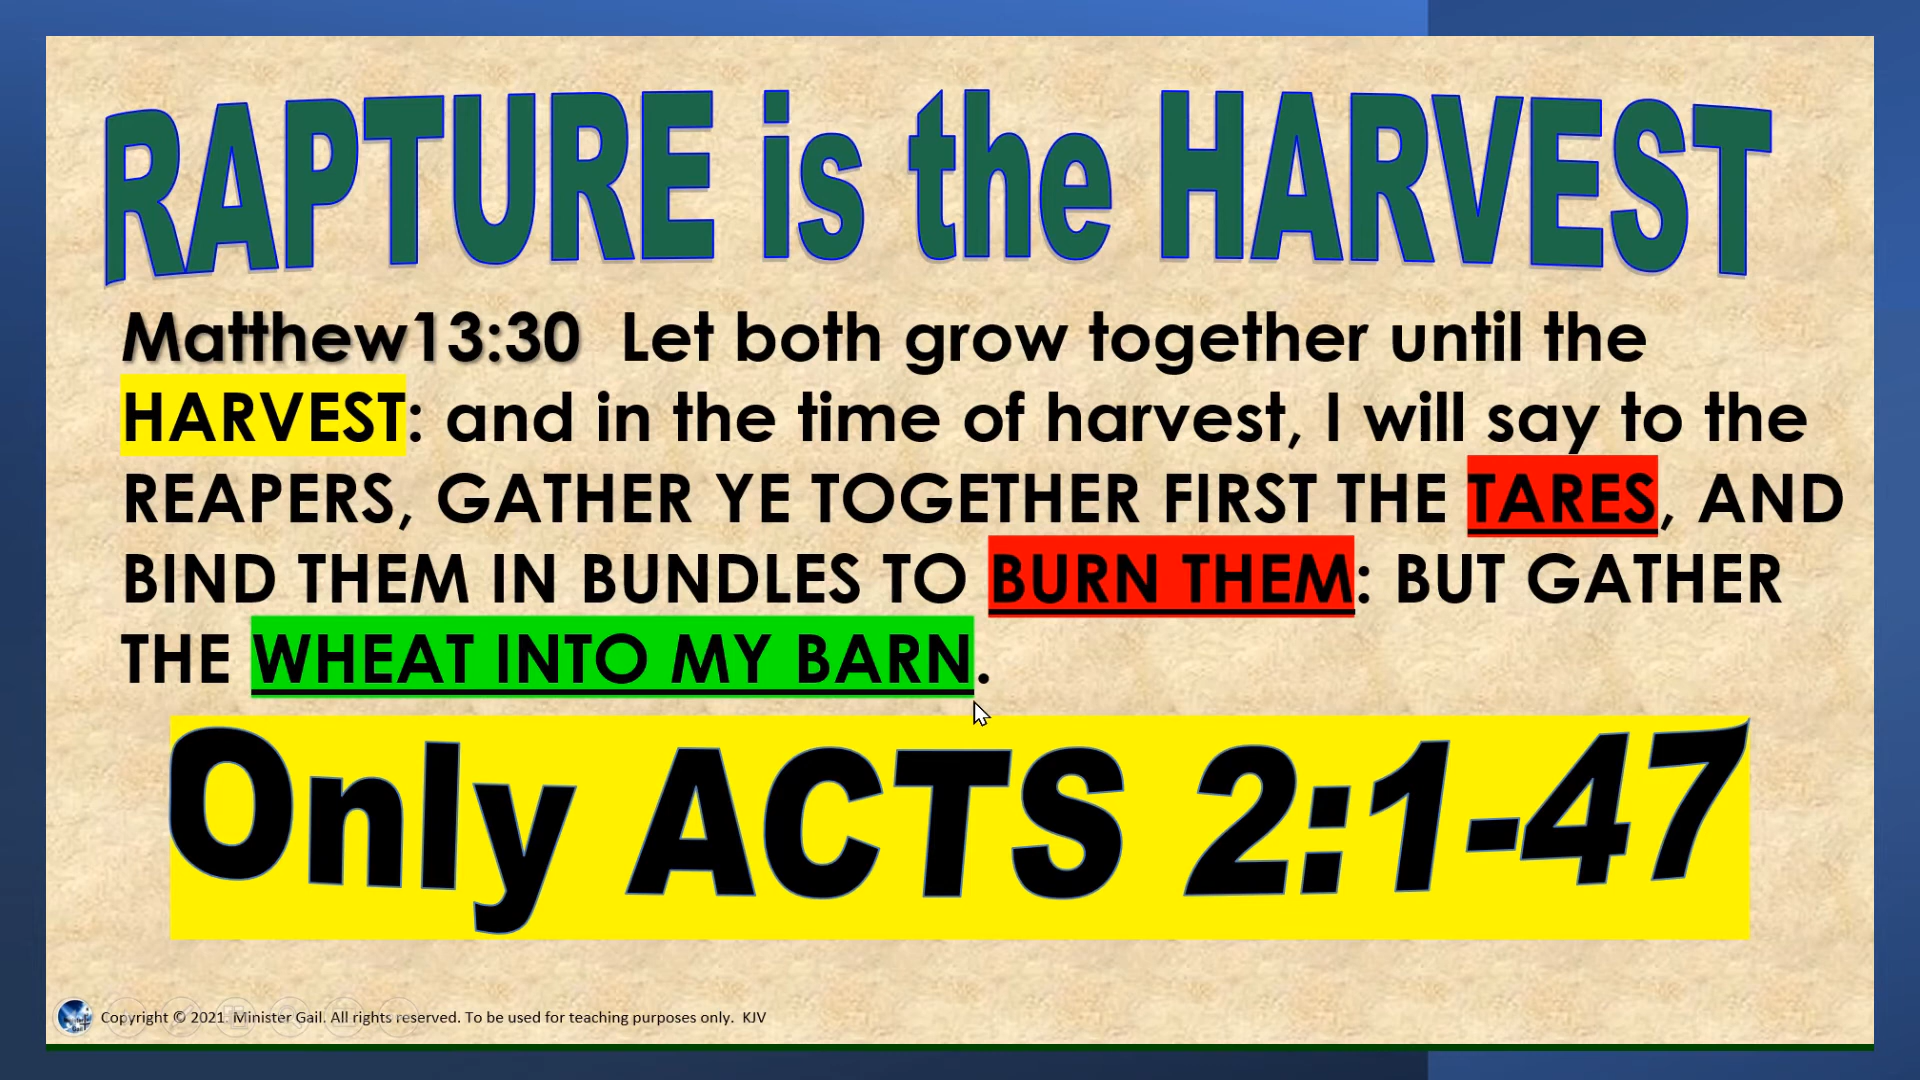 RAPTURE is the HARVEST
Matthew13:30 Let both grow together until the
HARVEST: and in the time of harvest, I will say to the
REAPERS, GATHER YE TOGETHER FIRST THE TARES, AND
BIND THEM IN BUNDLES TO BURN THEM: BUT GATHER
THE WHEAT INTO MY BARN.
Only ACTS 2:1-47
Copyright © 2021. Minister Gail. All rights reserved. To be used for teaching purposes only. KJV